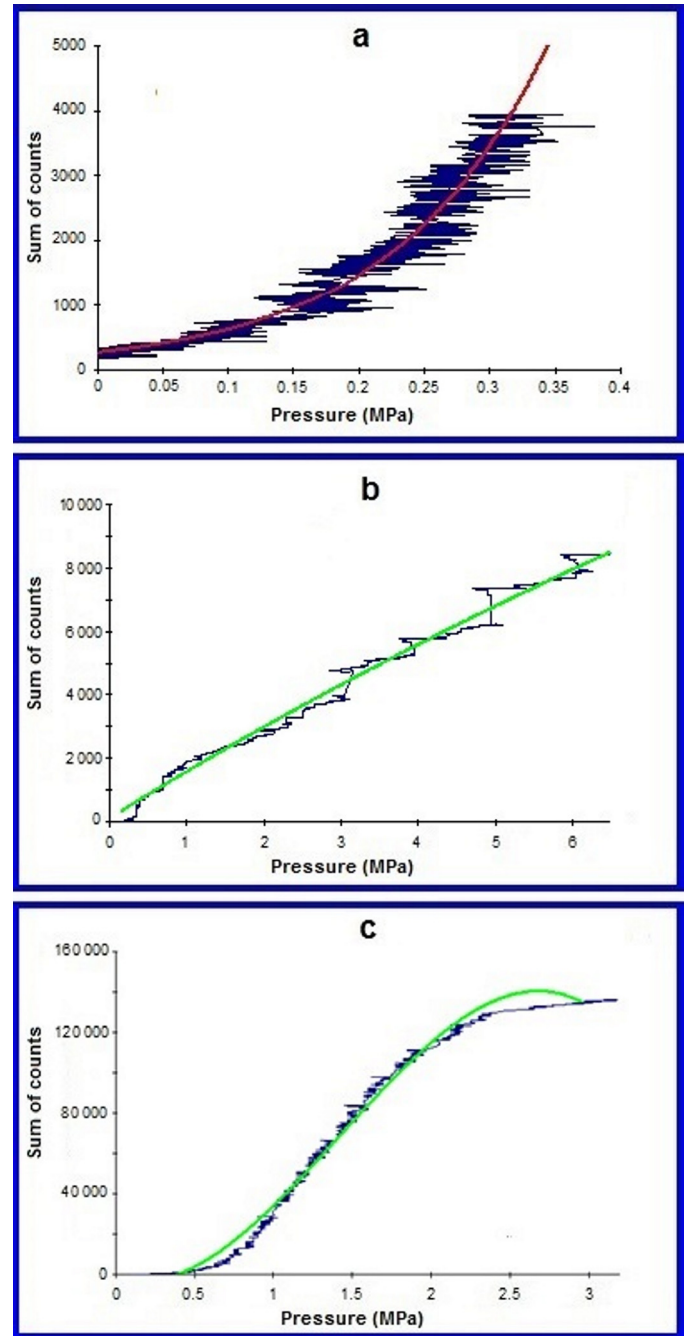 a
5000
4000
3000
2000
1000
0
0 0.05 0.1 0.15 0.2 0.25 0.3 0.35 0.4
Sum of counts
Pressure (MPa)
b
10 000
8 000
6 000
4 000
2 000
0
0 1 2 3 4 5 6
Sum of counts
Pressure (MPa)
c
160 000
120 000
80 000
40 000
0
0 0.5 1 1.5 2 2.5 3
Sum of counts
Pressure (MPa)